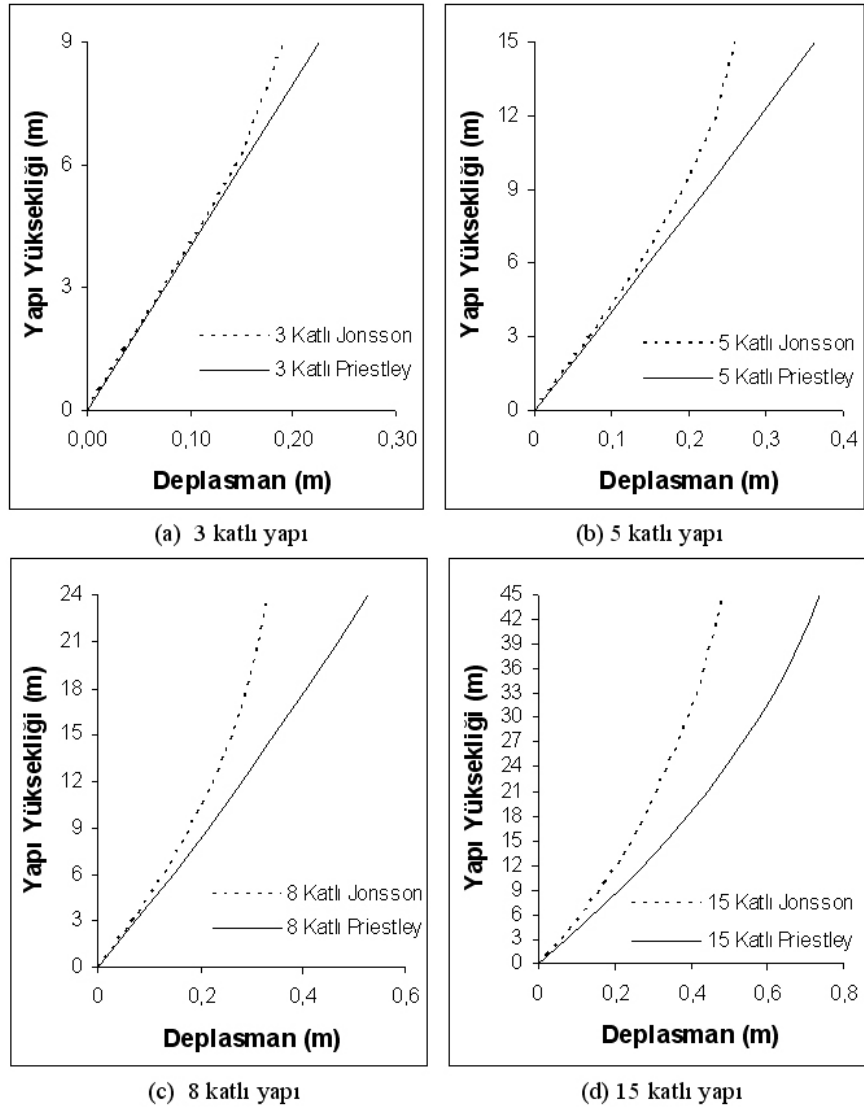 9
6
3
0
0,00 0,10 0,20 0,30
Yapı Yüksekliği (m)
Deplasman (m)
3 Katlı Jonsson
3 Katlı Priestley
(a) 3 katlı yapı
15
12
9
6
3
0
0 0,1 0,2 0,3 0,4
Yapı Yüksekliği (m)
Deplasman (m)
5 Katlı Jonsson
5 Katlı Priestley
(b) 5 katlı yapı
24
21
18
15
12
9
6
3
0
0 0,2 0,4 0,6
Yapı Yüksekliği (m)
Deplasman (m)
8 Katlı Jonsson
8 Katlı Priestley
(c) 8 katlı yapı
45
42
39
36
33
30
27
24
21
18
15
12
9
6
3
0
0 0,2 0,4 0,6 0,8
Yapı Yüksekliği (m)
Deplasman (m)
15 Katlı Jonsson
15 Katlı Priestley
(d) 15 katlı yapı